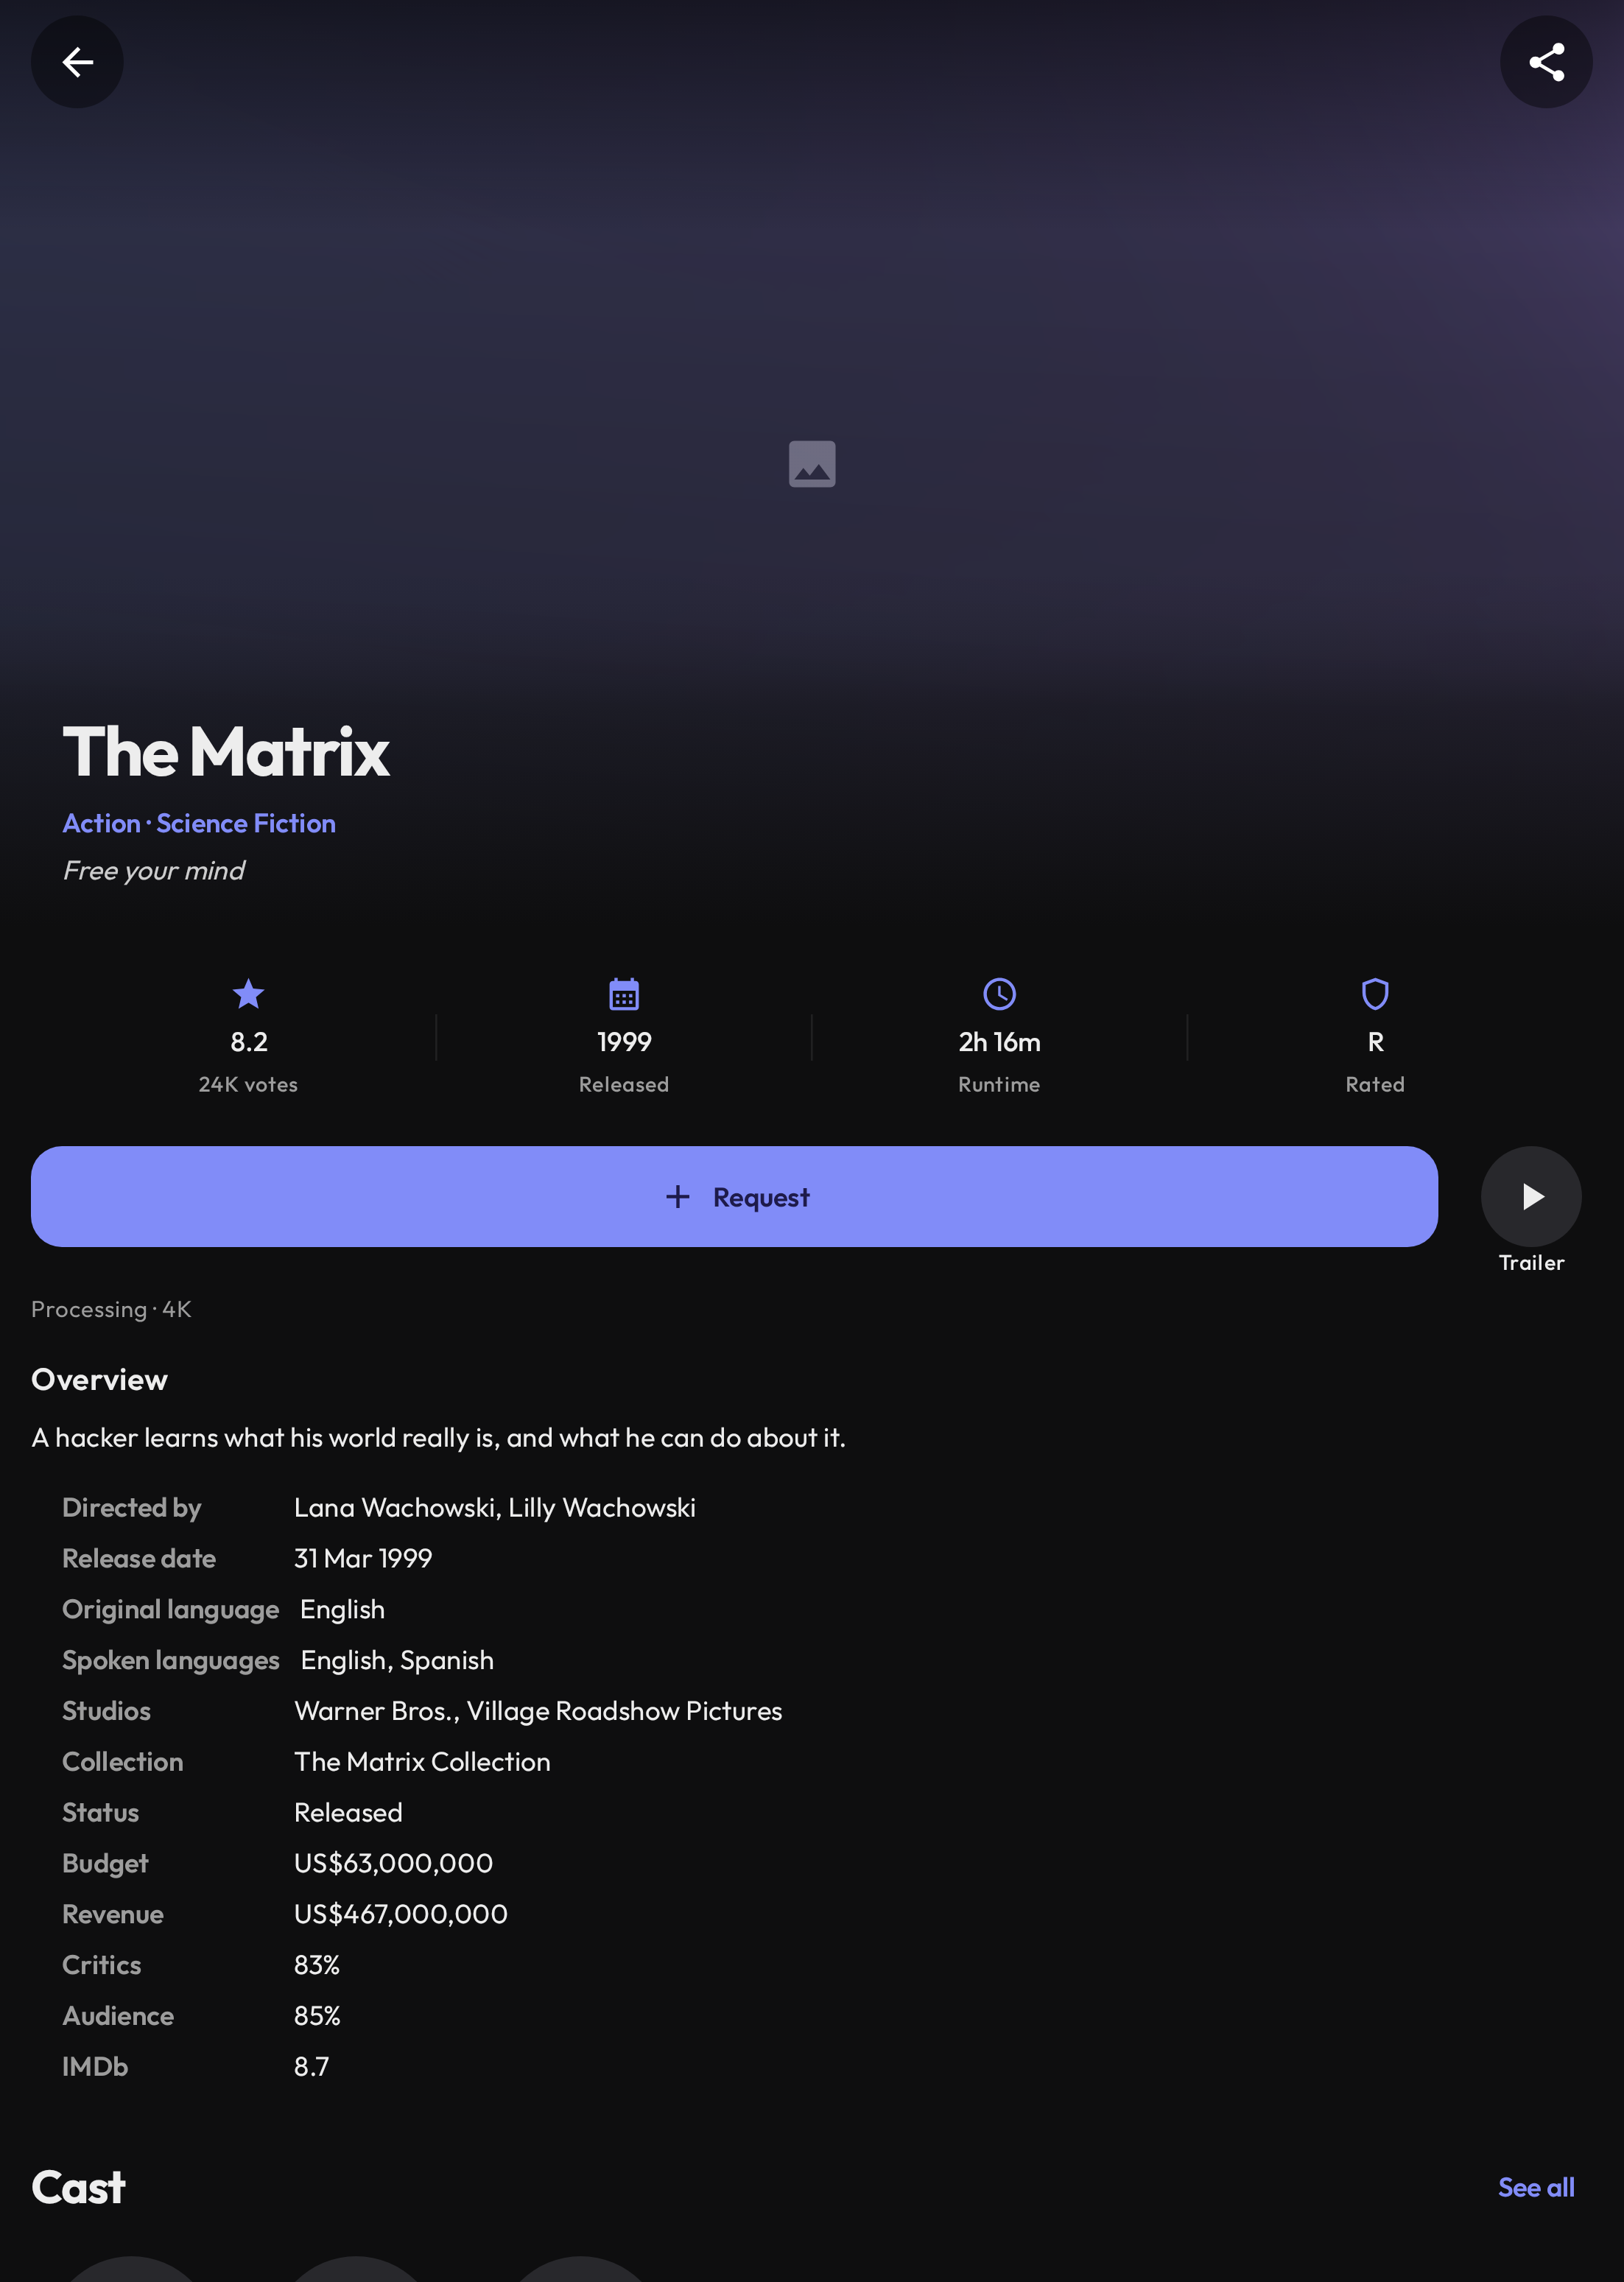 The Matrix
Action · Science Fiction
Free your mind
8.2
24K votes
1999
Released
2h 16m
Runtime
R
Rated
Request
Trailer
Processing · 4K
Overview
A hacker learns what his world really is, and what he can do about it.
Directed by Lana Wachowski, Lilly Wachowski
Release date 31 Mar 1999
Original language English
Spoken languages English, Spanish
Studios Warner Bros., Village Roadshow Pictures
Collection The Matrix Collection
Status Released
Budget US$63,000,000
Revenue US$467,000,000
Critics 83%
Audience 85%
IMDb 8.7
Cast See all